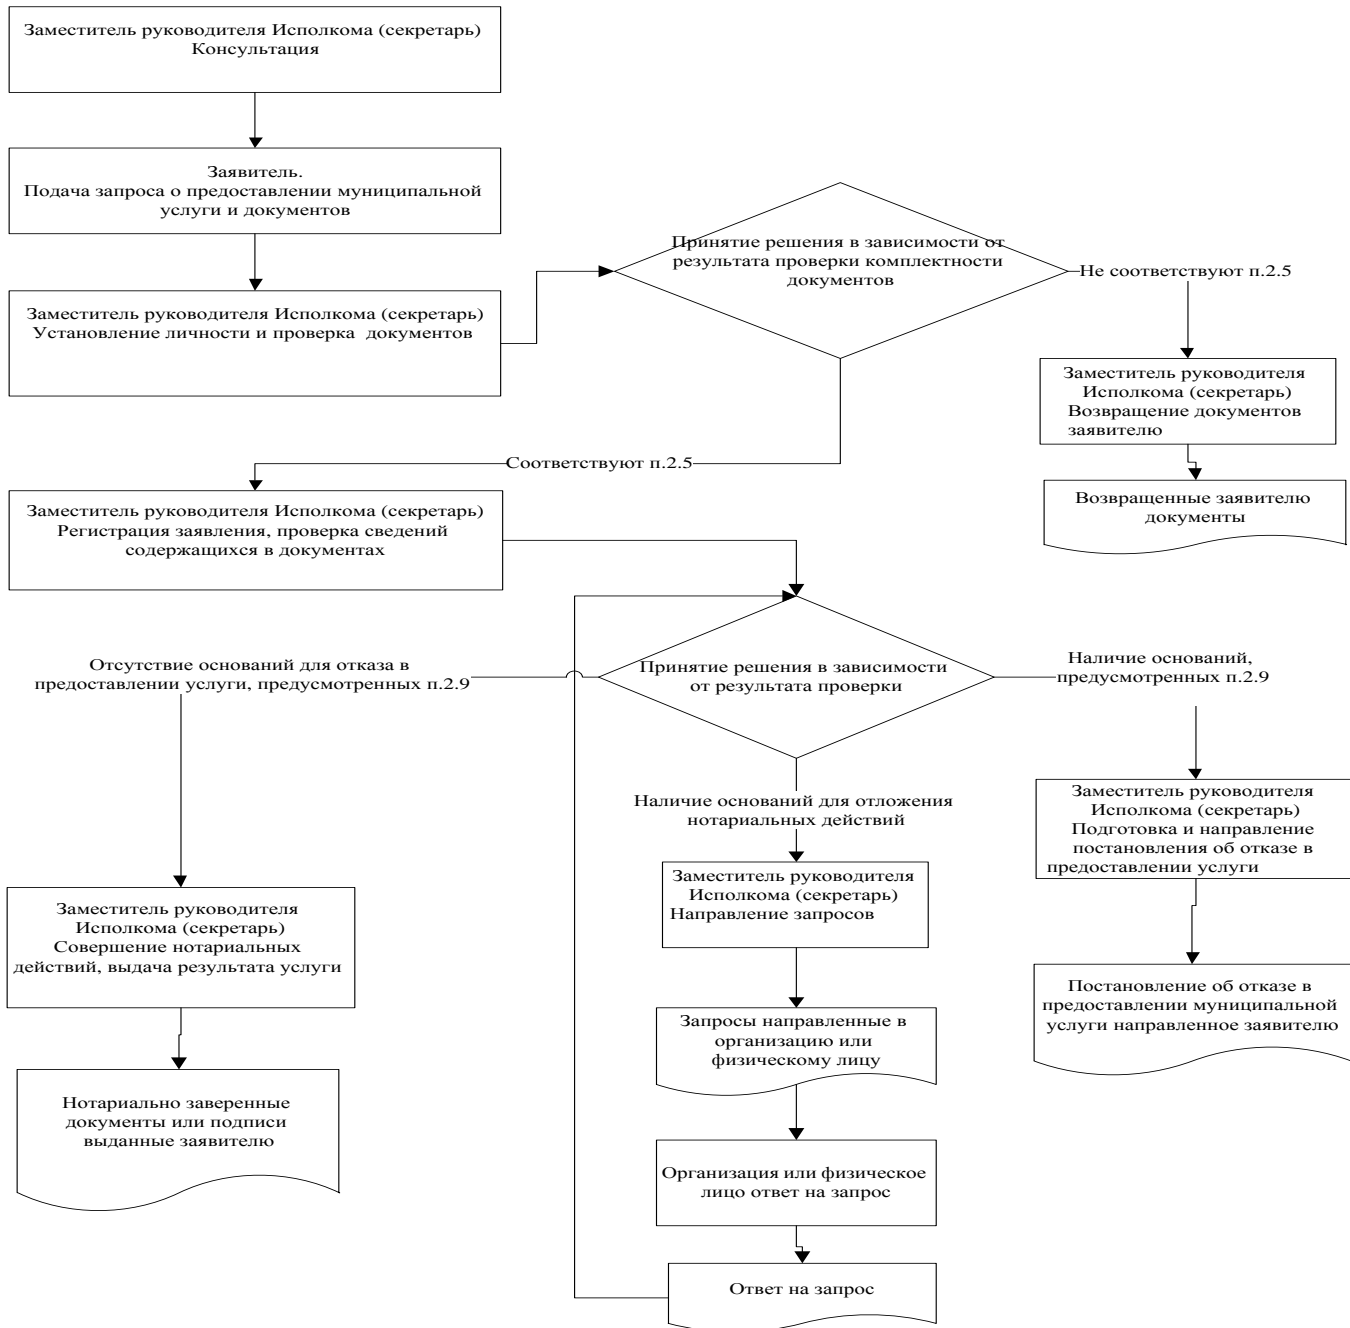 Заместитель руководителя Исполкома (секретарь)
Консультация
Заявитель.
Подача запроса о предоставлении муниципальной
услуги и документов
Заместитель руководителя Исполкома (секретарь)
Установление личности и проверка документов
Принятие решения в зависимости от
результата проверки комплектности
документов
Не соответствуют п.2.5
Заместитель руководителя
Исполкома (секретарь)
Возвращение документов
заявителю
Возвращенные заявителю
документы
Соответствуют п.2.5
Заместитель руководителя Исполкома (секретарь)
Регистрация заявления, проверка сведений
содержащихся в документах
Принятие решения в зависимости
от результата проверки
Отсутствие оснований для отказа в
предоставлении услуги, предусмотренных п.2.9
Наличие оснований,
предусмотренных п.2.9
Наличие оснований для отложения
нотариальных действий
Заместитель руководителя
Исполкома (секретарь)
Совершение нотариальных
действий, выдача результата услуги
Нотариально заверенные
документы или подписи
выданные заявителю
Заместитель руководителя
Исполкома (секретарь)
Направление запросов
Запросы направленные в
организацию или
физическому лицу
Организация или физическое
лицо ответ на запрос
Ответ на запрос
Заместитель руководителя
Исполкома (секретарь)
Подготовка и направление
постановления об отказе в
предоставлении услуги
Постановление об отказе в
предоставлении муниципальной
услуги направленное заявителю